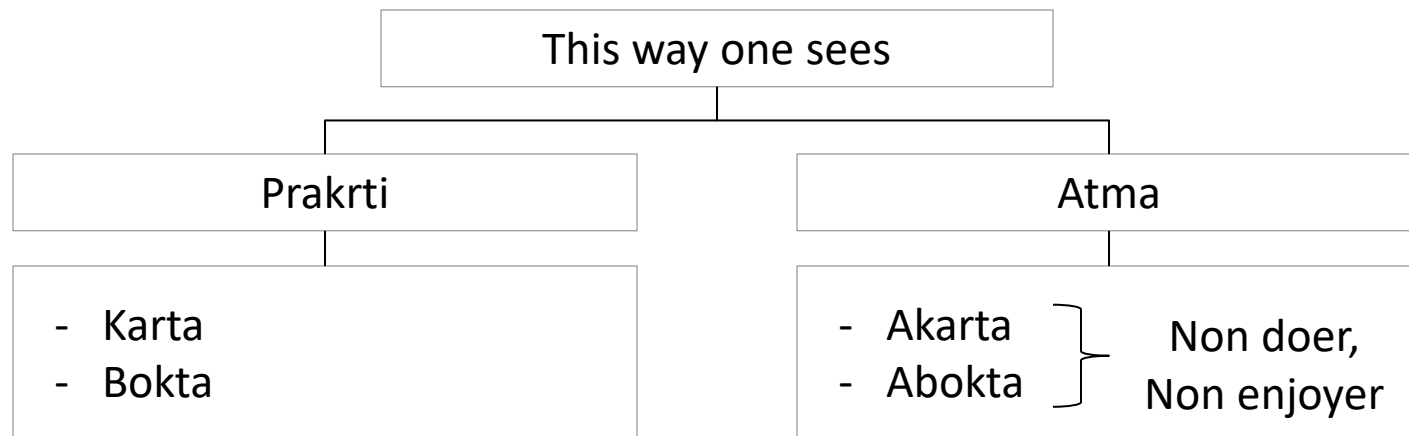 This way one sees
Prakrti
Atma
- Karta
- Bokta
- Akarta
- Abokta
Non doer,
Non enjoyer